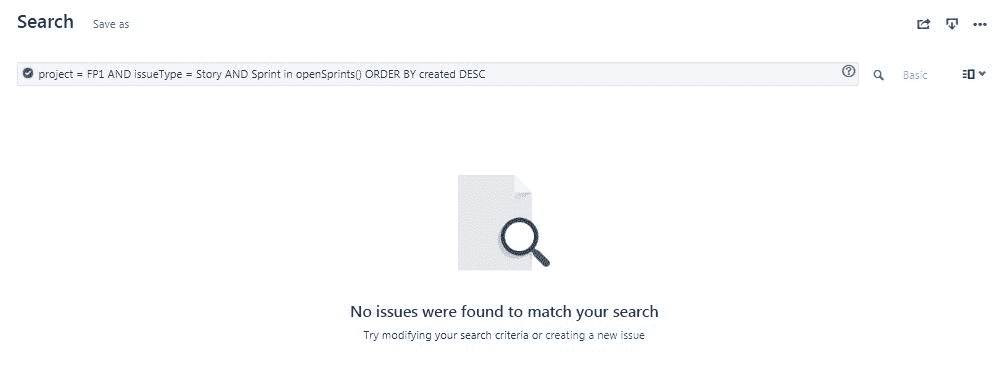 Search Save as
project = FP1 AND issueType = Story AND Sprint in openSprints() ORDER BY created DESC
Basic
No issues were found to match your search
Try modifying your search criteria or creating a new issue